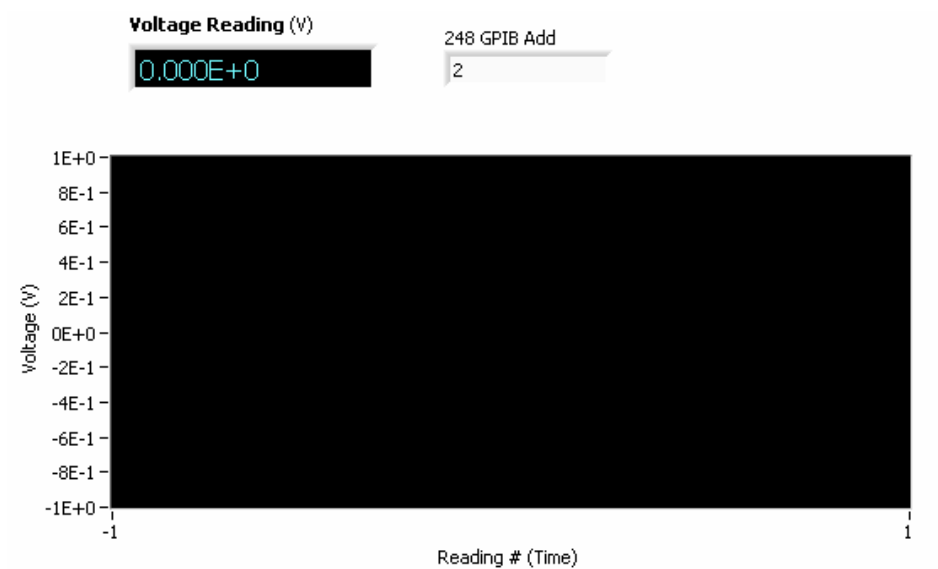 Voltage Reading (V)
248 GPIB Add
0.000E+0
2
1E+0
8E-1
6E-1
4E-1
2E-1
0E+0
-2E-1
-4E-1
-6E-1
-8E-1
-1E+0
Voltage (V)
-1
1
Reading # (Time)